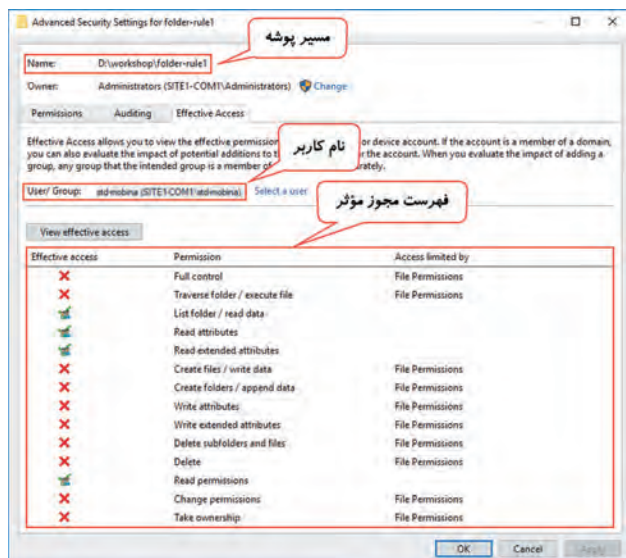 Advanced Security Settings for folder-rule1
مسیر پوشه
Name: D:\workshop\folder-rule1
Owner: Administrators (SITE1-COM1\Administrators) Change
Permissions Auditing Effective Access
Effective Access allows you to view the effective permission or device account. If the account is a member of a domain,
you can also evaluate the impact of potential additions to th or the account. When you evaluate the impact of adding a
group, any group that the intended group is a member of rately.
نام کاربر
User/ Group: std-mobina (SITE1-COM1\std-mobina) Select a user
فهرست مجوز مؤثر
View effective access
Effective access Permission Access limited by
Full control File Permissions
Traverse folder / execute file File Permissions
List folder / read data
Read attributes
Read extended attributes
Create files / write data File Permissions
Create folders / append data File Permissions
Write attributes File Permissions
Write extended attributes File Permissions
Delete subfolders and files File Permissions
Delete File Permissions
Read permissions
Change permissions File Permissions
Take ownership File Permissions
OK Cancel Apply